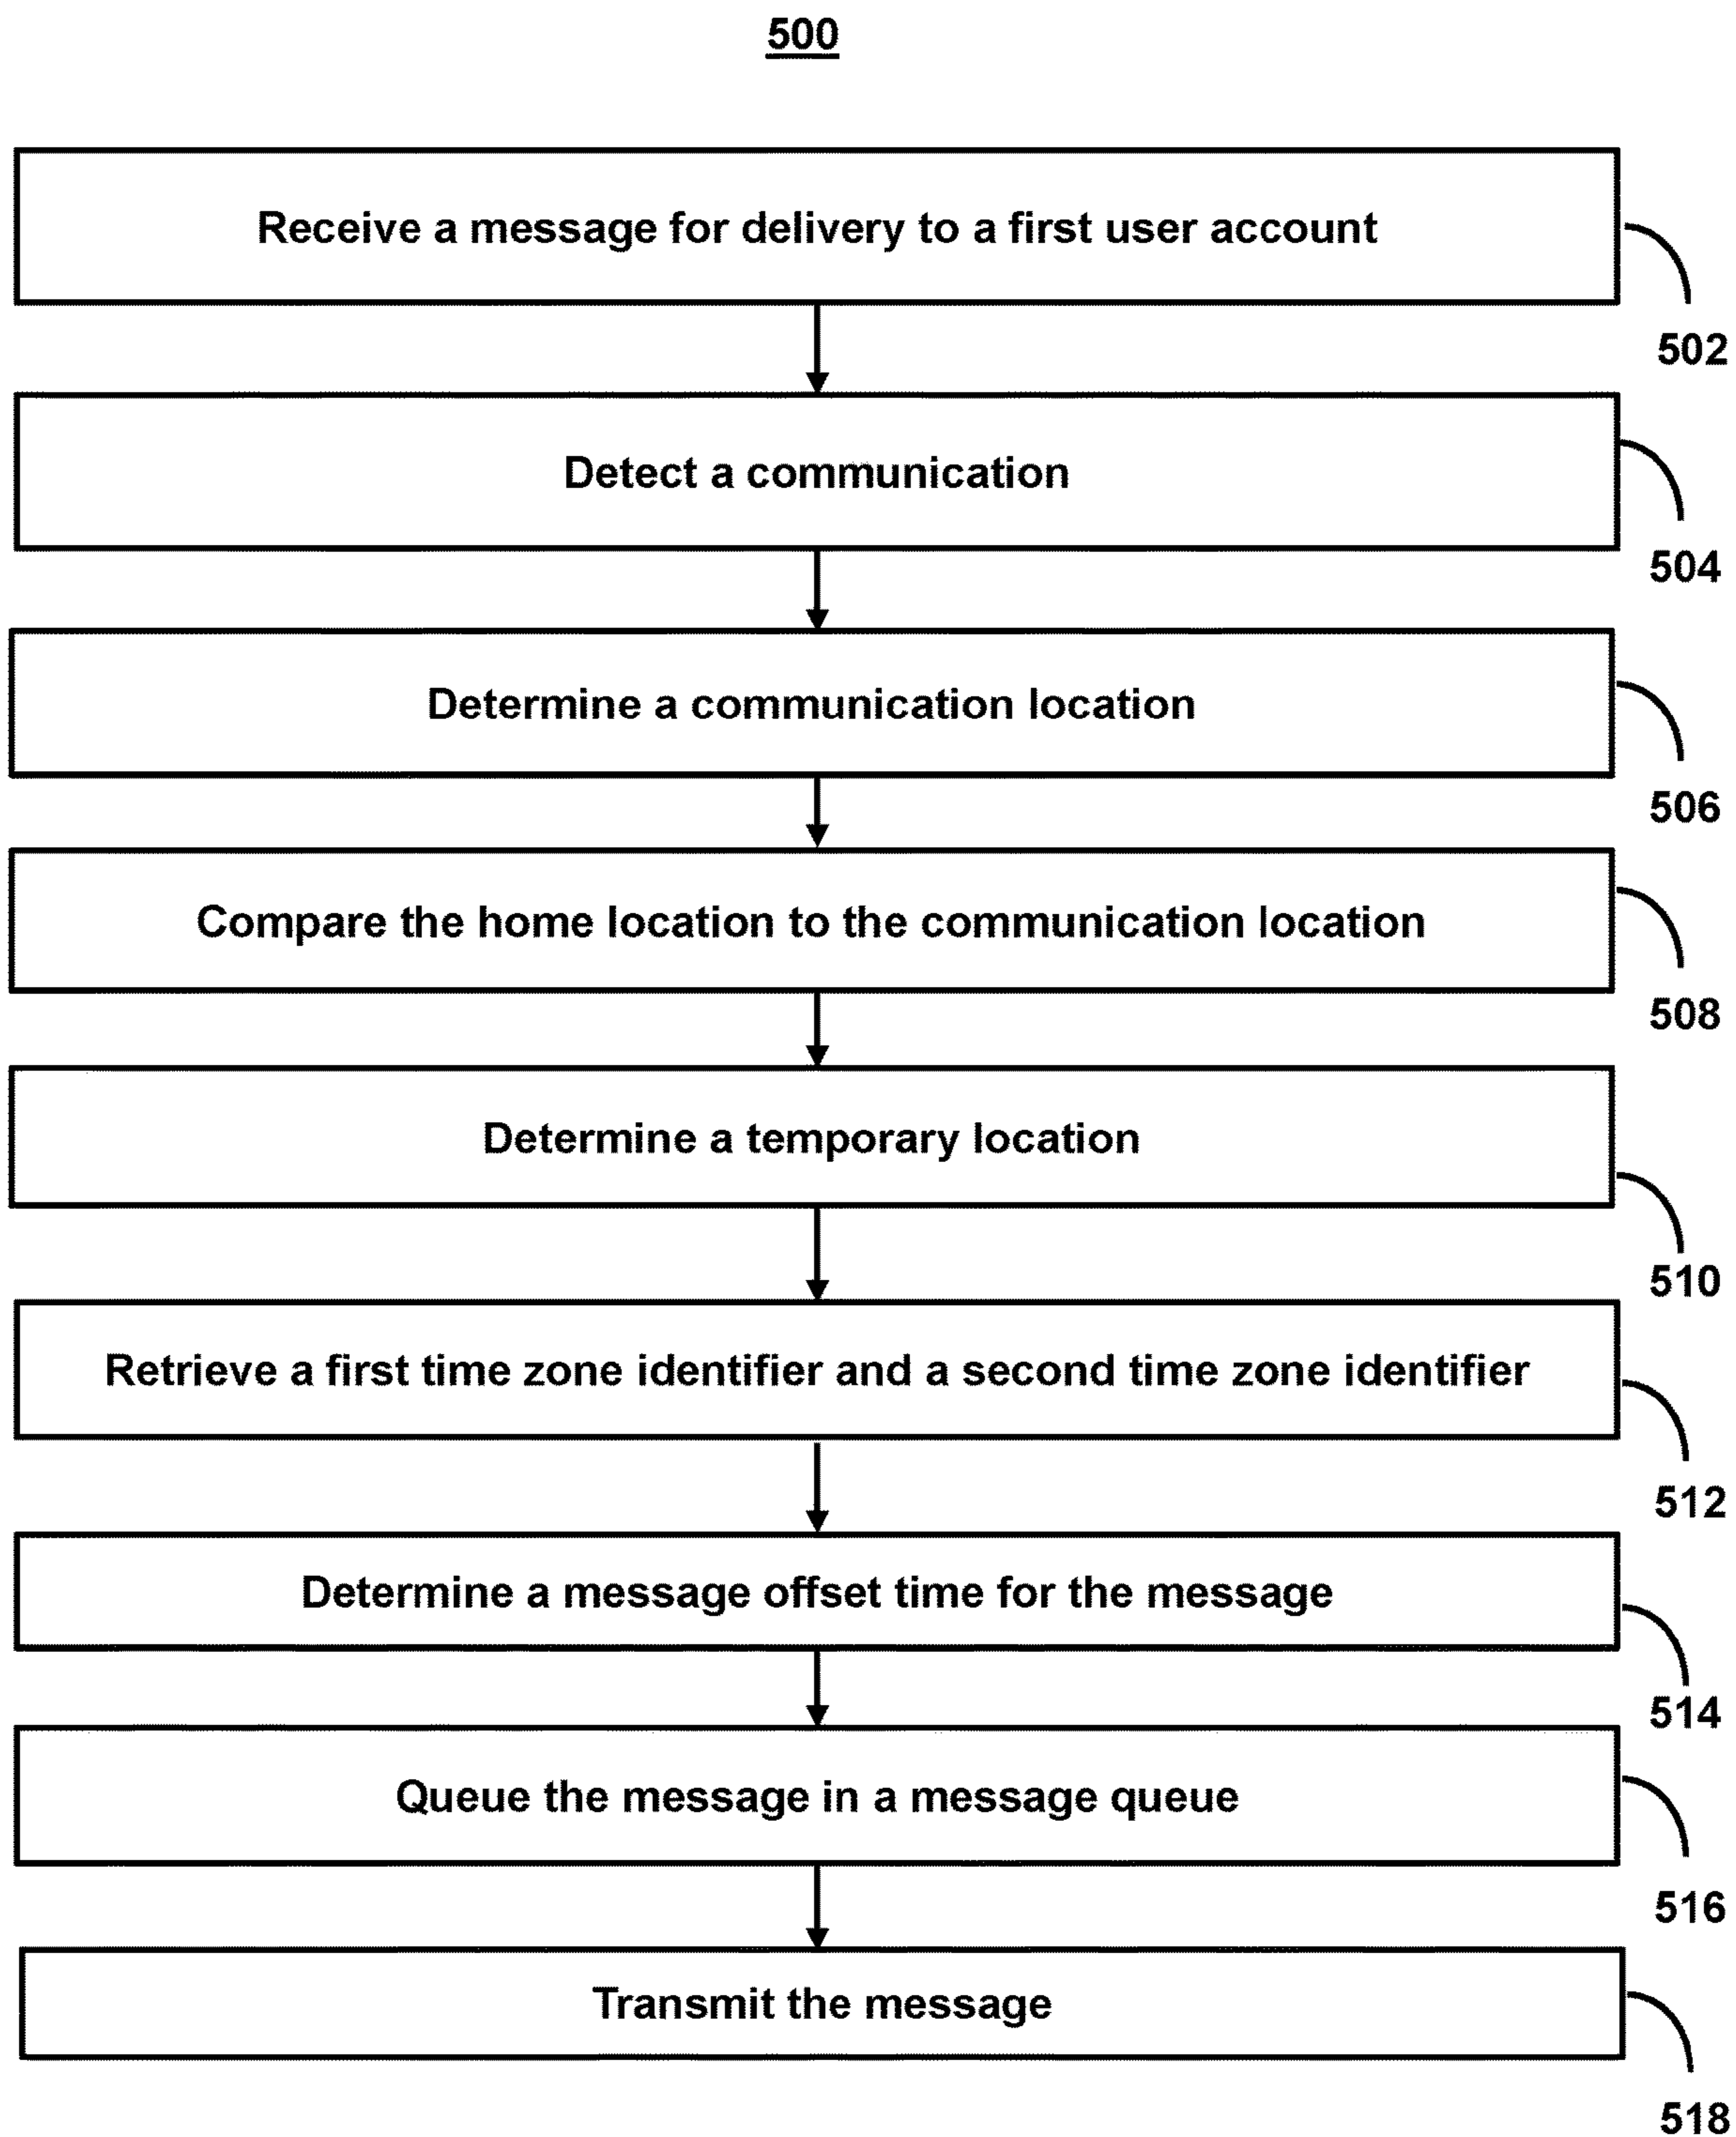 500
Receive a message for delivery to a first user account
502
Detect a communication
504
Determine a communication location
506
Compare the home location to the communication location
508
Determine a temporary location
510
Retrieve a first time zone identifier and a second time zone identifier
512
Determine a message offset time for the message
514
Queue the message in a message queue
516
Transmit the message
518